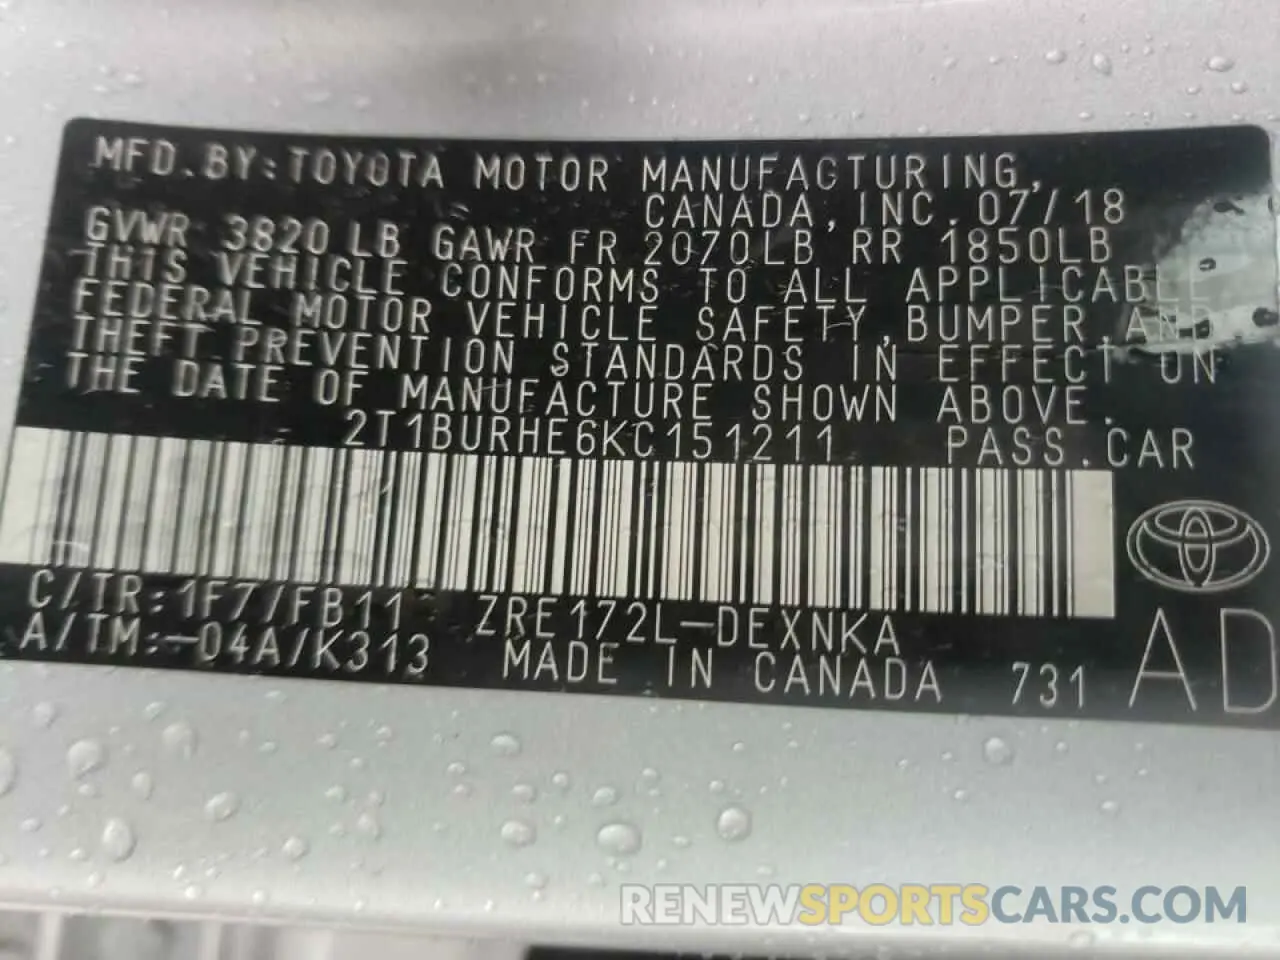 MFD.BY:TOYOTA MOTOR MANUFACTURING,
CANADA,INC. 07/18
GVWR 3820 LB GAWR FR 2070LB RR 1850LB
THIS VEHICLE CONFORMS TO ALL APPLICABLE
FEDERAL MOTOR VEHICLE SAFETY,BUMPER,AND
THEFT PREVENTION STANDARDS IN EFFECT ON
THE DATE OF MANUFACTURE SHOWN ABOVE.
2T1BURHE6KC151211 PASS.CAR
C/TR:1F7/FB11 ZRE172L-DEXNKA
A/TM:-04A/K313 MADE IN CANADA 731 AD
RENEWSPORTSCARS.COM